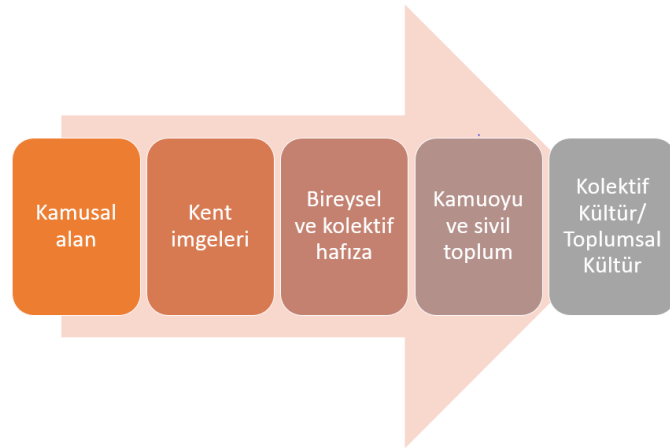 Kamusal
alan
Kent
imgeleri
Bireysel
ve kolektif
hafıza
Kamuoyu
ve sivil
toplum
Kolektif
Kültür/
Toplumsal
Kültür